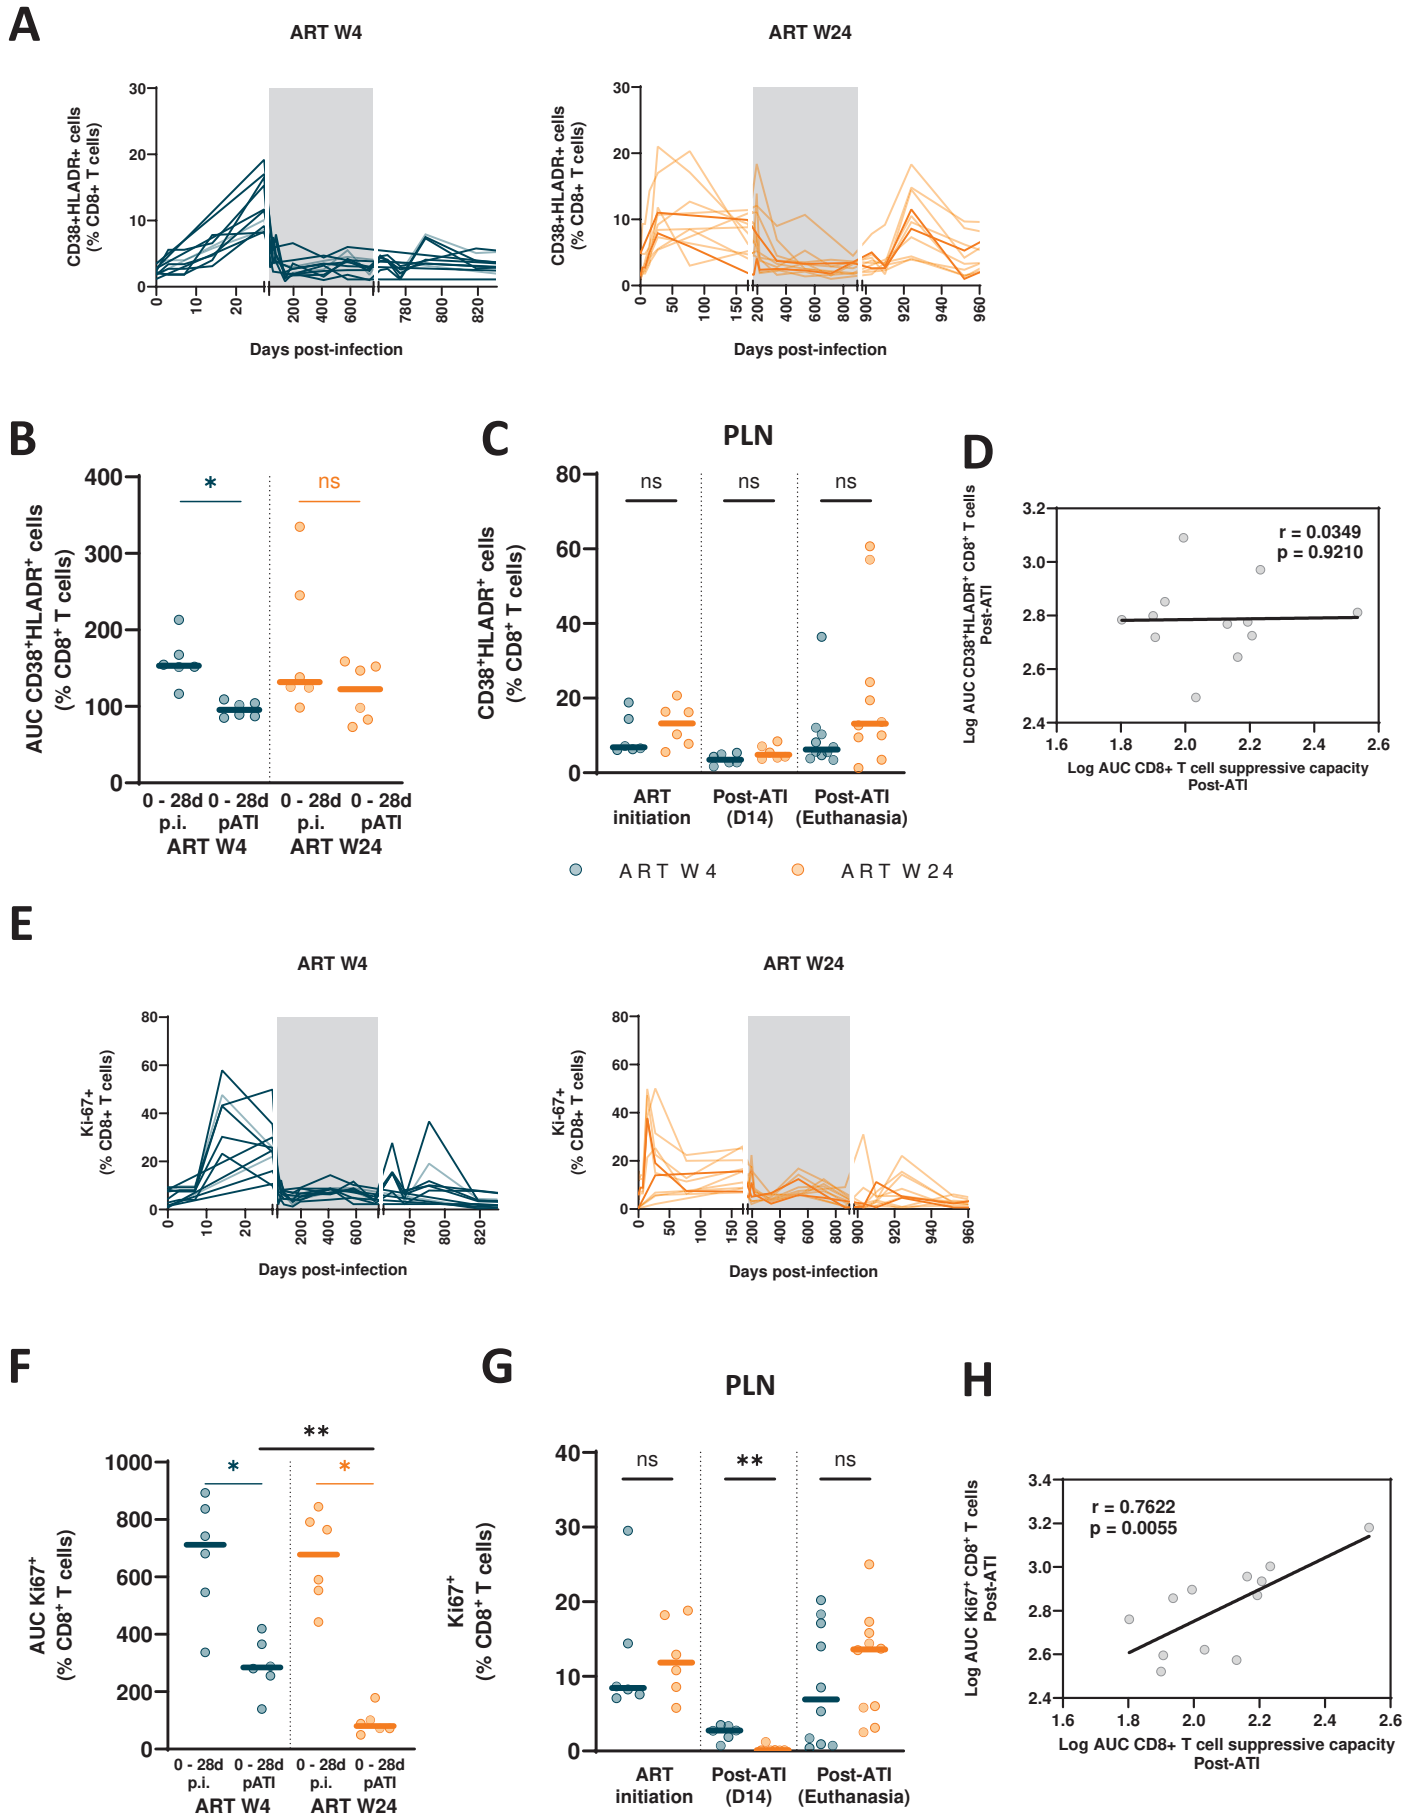 A
ART W4
ART W24
CD38+HLADR+ cells
(% CD8+ T cells)
30
20
10
0
0
10
20
200
400
600
780
800
820
Days post-infection
CD38+HLADR+ cells
(% CD8+ T cells)
30
20
10
0
0
50
100
150
200
400
600
800
900
920
940
960
Days post-infection
B
AUC CD38+HLADR+ cells
(% CD8+ T cells)
400
300
200
100
0
*
ns
0 - 28d 0 - 28d 0 - 28d 0 - 28d
p.i. pATI p.i. pATI
ART W4 ART W24
C
PLN
CD38+HLADR+ cells
(% CD8+ T cells)
80
60
40
20
0
ns
ns
ns
ART
initiation
Post-ATI
(D14)
Post-ATI
(Euthanasia)
ART W4
ART W24
D
Log AUC CD38+HLADR+ CD8+ T cells
Post-ATI
3.2
3.0
2.8
2.6
2.4
r = 0.0349
p = 0.9210
1.6 1.8 2.0 2.2 2.4 2.6
Log AUC CD8+ T cell suppressive capacity
Post-ATI
E
ART W4
ART W24
Ki-67+
(% CD8+ T cells)
80
60
40
20
0
0
10
20
200
400
600
780
800
820
Days post-infection
Ki-67+
(% CD8+ T cells)
80
60
40
20
0
0
50
100
150
200
400
600
800
900
920
940
960
Days post-infection
F
AUC Ki67+
(% CD8+ T cells)
1000
800
600
400
200
0
**
*
*
0 - 28d 0 - 28d 0 - 28d 0 - 28d
p.i. pATI p.i. pATI
ART W4 ART W24
G
PLN
Ki67+
(% CD8+ T cells)
40
30
20
10
0
ns
**
ns
ART
initiation
Post-ATI
(D14)
Post-ATI
(Euthanasia)
H
Log AUC Ki67+ CD8+ T cells
Post-ATI
3.4
3.2
3.0
2.8
2.6
2.4
r = 0.7622
p = 0.0055
1.6 1.8 2.0 2.2 2.4 2.6
Log AUC CD8+ T cell suppressive capacity
Post-ATI